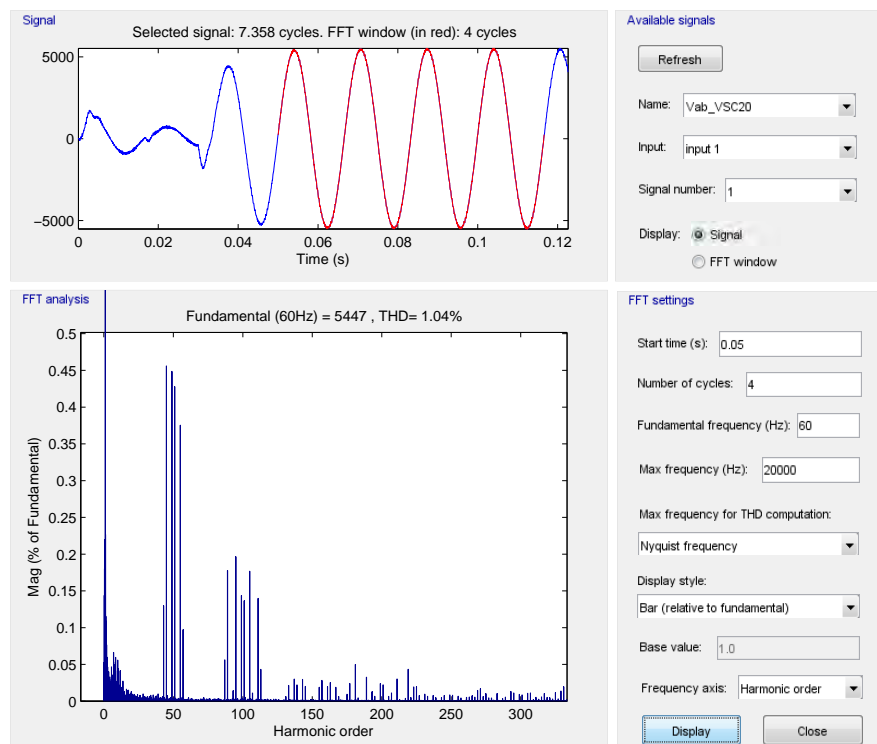 Signal
Selected signal: 7.358 cycles. FFT window (in red): 4 cycles
5000
0
−5000
0
0.02
0.04
0.06
0.08
0.1
0.12
Time (s)
Available signals
Refresh
Name:
Vab_VSC20
Input:
input 1
Signal number:
1
Display:
Signal
FFT window
FFT analysis
Fundamental (60Hz) = 5447 , THD= 1.04%
0.5
0.45
0.4
0.35
0.3
0.25
0.2
0.15
0.1
0.05
0
Mag (% of Fundamental)
0
50
100
150
200
250
300
Harmonic order
FFT settings
Start time (s):
0.05
Number of cycles:
4
Fundamental frequency (Hz):
60
Max frequency (Hz):
20000
Max frequency for THD computation:
Nyquist frequency
Display style:
Bar (relative to fundamental)
Base value:
1.0
Frequency axis:
Harmonic order
Display
Close